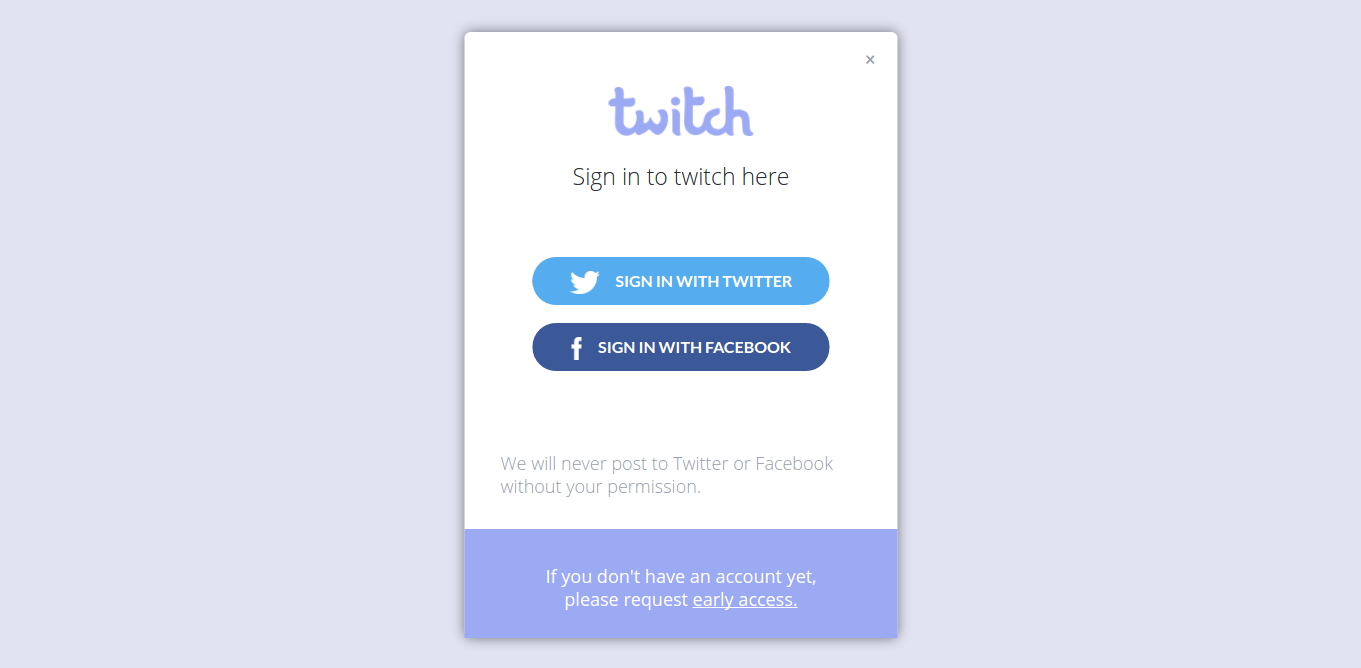 ×
twitch
Sign in to twitch here
SIGN IN WITH TWITTER
f SIGN IN WITH FACEBOOK
We will never post to Twitter or Facebook
without your permission.
If you don't have an account yet,
please request early access.